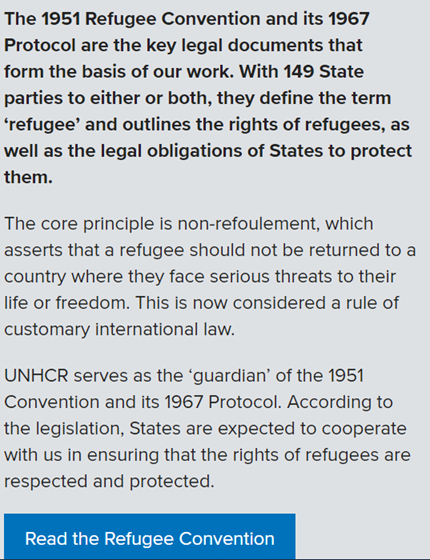 The 1951 Refugee Convention and its 1967
Protocol are the key legal documents that
form the basis of our work. With 149 State
parties to either or both, they define the term
‘refugee’ and outlines the rights of refugees, as
well as the legal obligations of States to protect
them.
The core principle is non-refoulement, which
asserts that a refugee should not be returned to a
country where they face serious threats to their
life or freedom. This is now considered a rule of
customary international law.
UNHCR serves as the ‘guardian’ of the 1951
Convention and its 1967 Protocol. According to
the legislation, States are expected to cooperate
with us in ensuring that the rights of refugees are
respected and protected.
Read the Refugee Convention